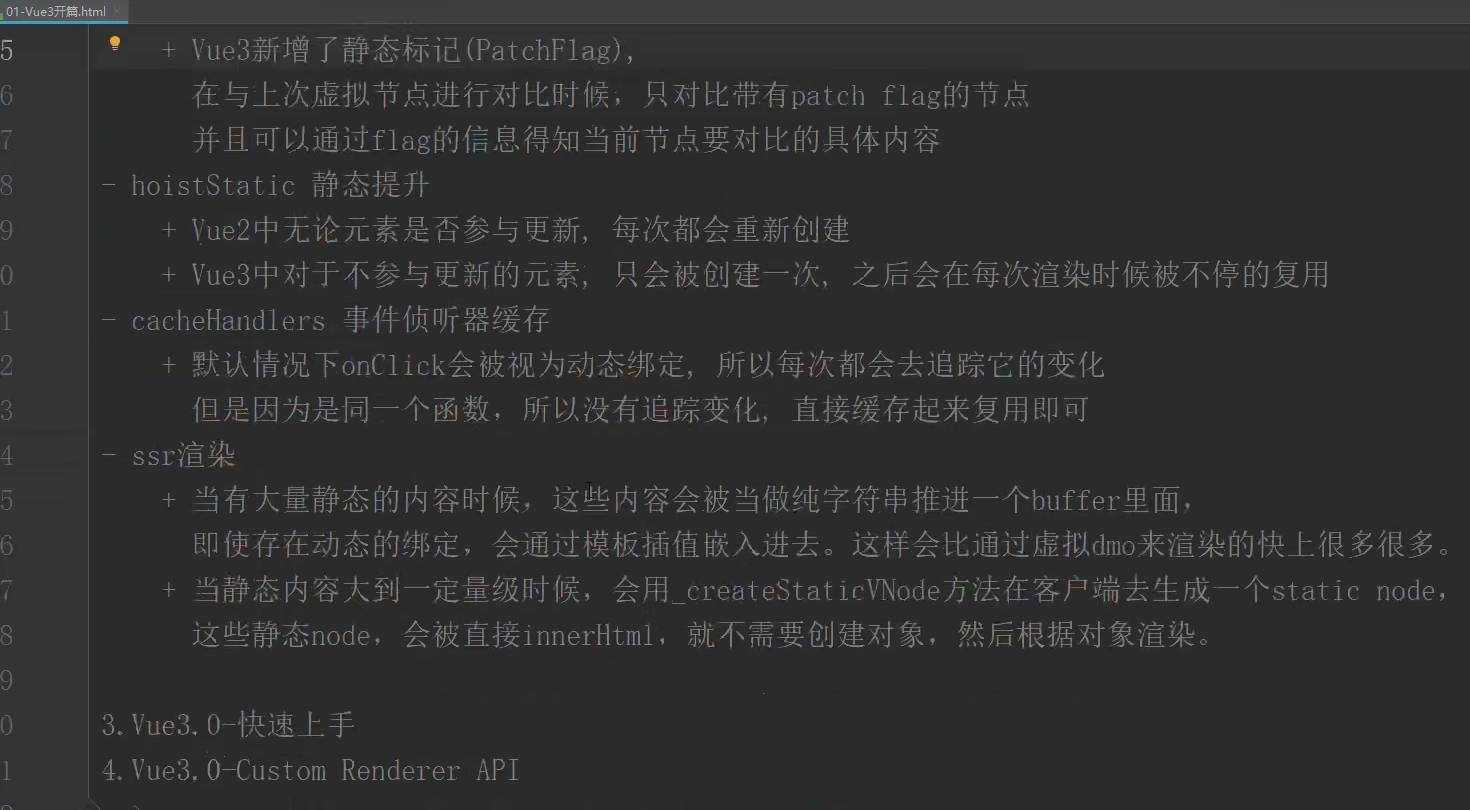 01-Vue3开篇.html
5 + Vue3新增了静态标记(PatchFlag),
6 在与上次虚拟节点进行对比时候，只对比带有patch flag的节点
7 并且可以通过flag的信息得知当前节点要对比的具体内容
8 - hoistStatic 静态提升
9 + Vue2中无论元素是否参与更新, 每次都会重新创建
0 + Vue3中对于不参与更新的元素, 只会被创建一次, 之后会在每次渲染时候被不停的复用
1 - cacheHandlers 事件侦听器缓存
2 + 默认情况下onClick会被视为动态绑定, 所以每次都会去追踪它的变化
3 但是因为是同一个函数，所以没有追踪变化, 直接缓存起来复用即可
4 - ssr渲染
5 + 当有大量静态的内容时候，这些内容会被当做纯字符串推进一个buffer里面，
6 即使存在动态的绑定，会通过模板插值嵌入进去。这样会比通过虚拟dmo来渲染的快上很多很多。
7 + 当静态内容大到一定量级时候，会用_createStaticVNode方法在客户端去生成一个static node，
8 这些静态node，会被直接innerHtml，就不需要创建对象，然后根据对象渲染。
9
0 3.Vue3.0-快速上手
1 4.Vue3.0-Custom Renderer API